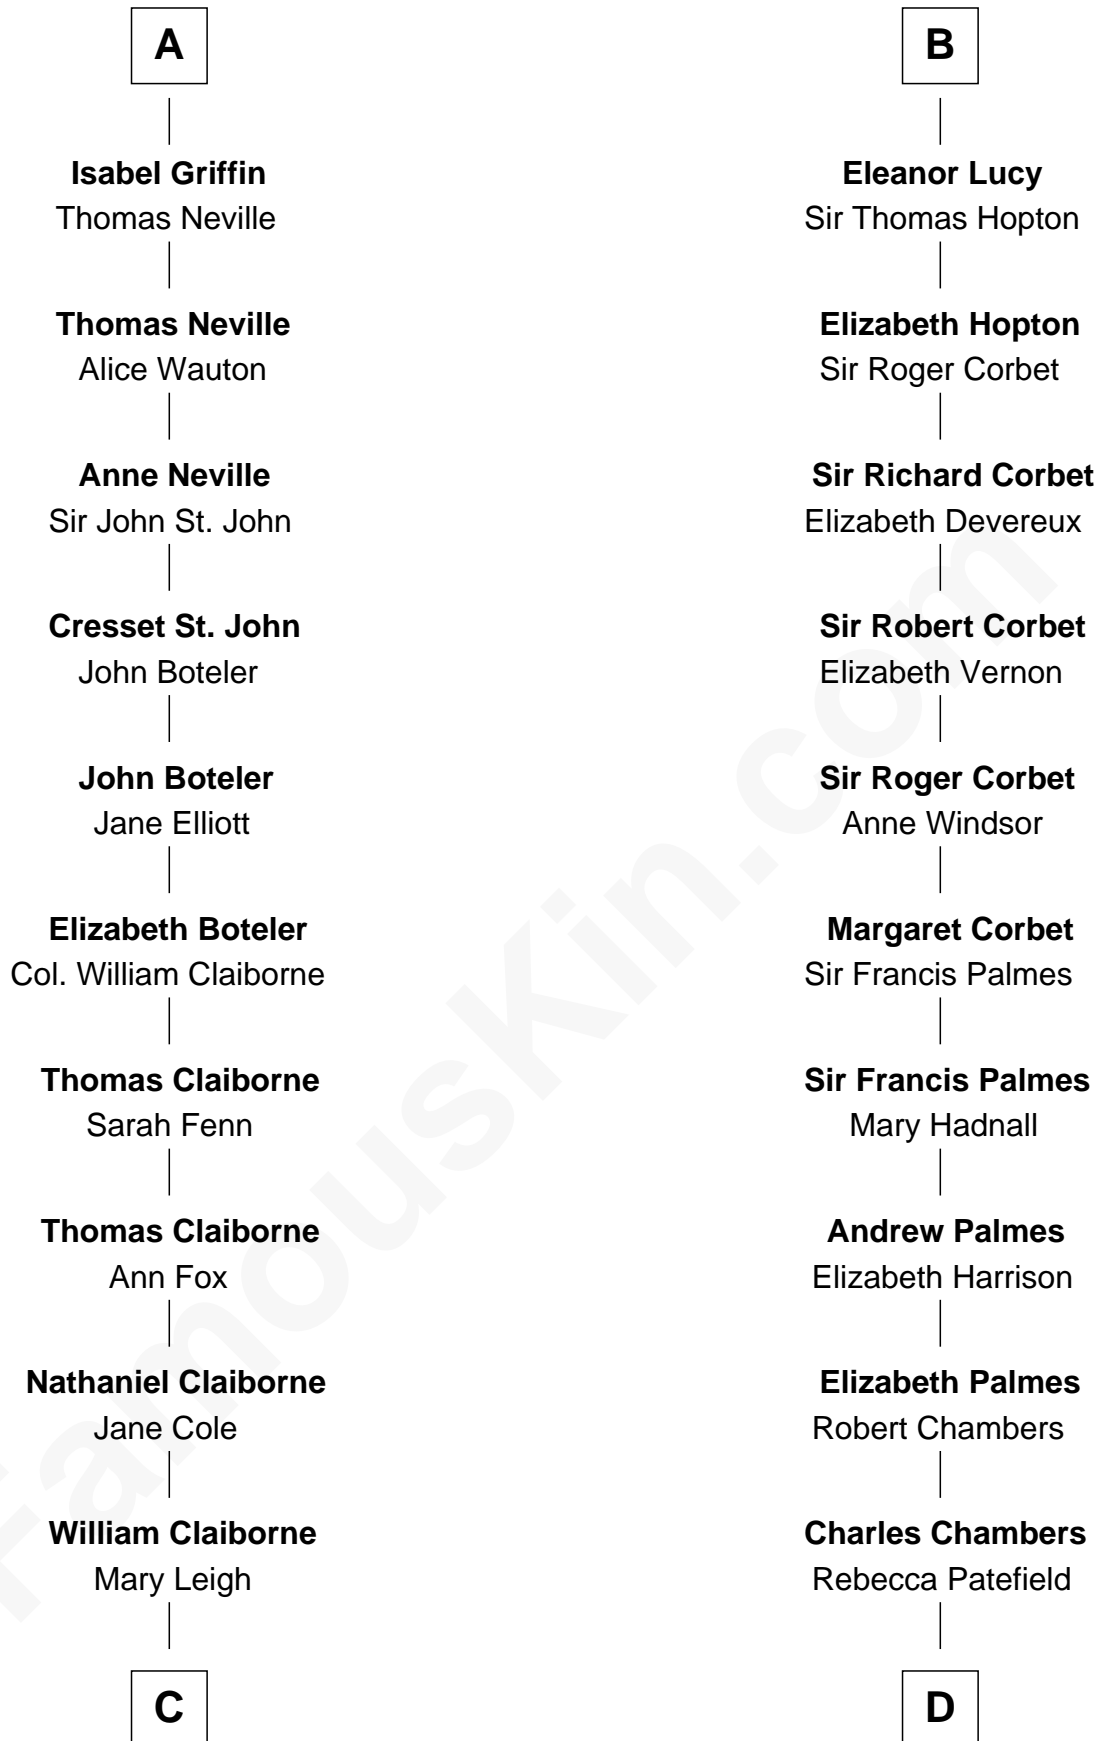 A
Isabel Griffin
Thomas Neville
Thomas Neville
Alice Wauton
Anne Neville
Sir John St. John
Cresset St. John
John Boteler
John Boteler
Jane Elliott
Elizabeth Boteler
Col. William Claiborne
Thomas Claiborne
Sarah Fenn
Thomas Claiborne
Ann Fox
Nathaniel Claiborne
Jane Cole
William Claiborne
Mary Leigh
C
B
Eleanor Lucy
Sir Thomas Hopton
Elizabeth Hopton
Sir Roger Corbet
Sir Richard Corbet
Elizabeth Devereux
Sir Robert Corbet
Elizabeth Vernon
Sir Roger Corbet
Anne Windsor
Margaret Corbet
Sir Francis Palmes
Sir Francis Palmes
Mary Hadnall
Andrew Palmes
Elizabeth Harrison
Elizabeth Palmes
Robert Chambers
Charles Chambers
Rebecca Patefield
D
FamousKin.com